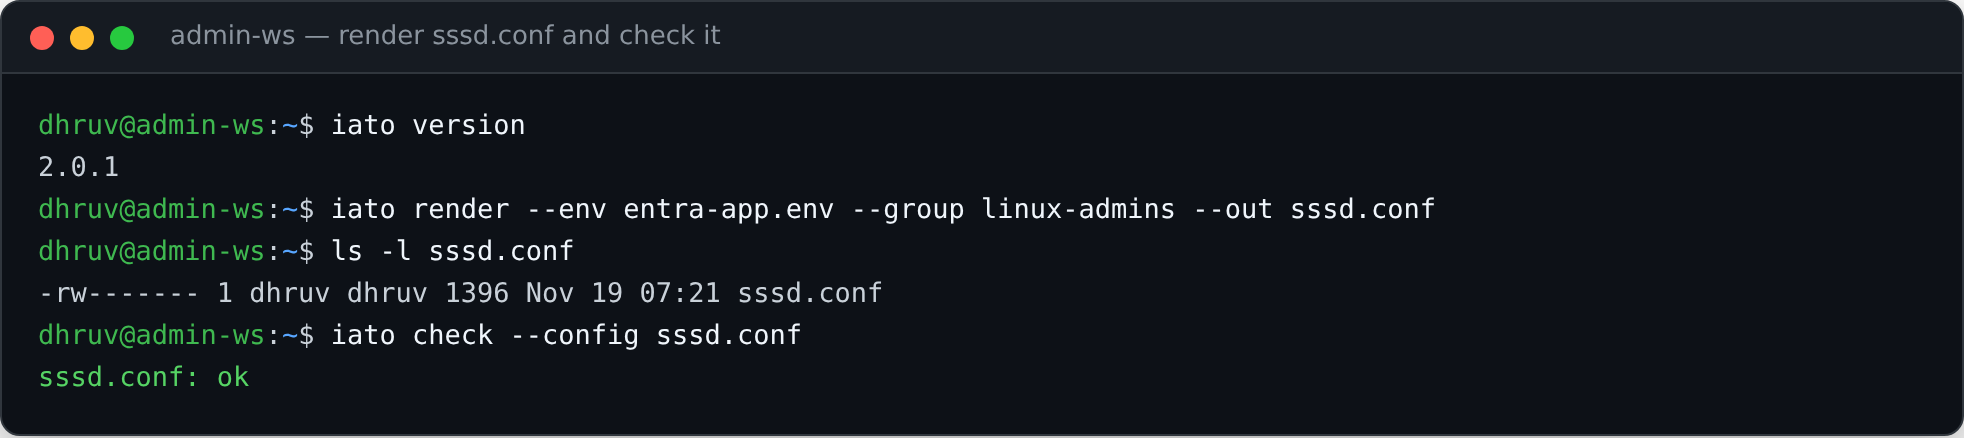 admin-ws — render sssd.conf and check it
dhruv@admin-ws:~$ iato version
2.0.1
dhruv@admin-ws:~$ iato render --env entra-app.env --group linux-admins --out sssd.conf
dhruv@admin-ws:~$ ls -l sssd.conf
-rw------- 1 dhruv dhruv 1396 Nov 19 07:21 sssd.conf
dhruv@admin-ws:~$ iato check --config sssd.conf
sssd.conf: ok